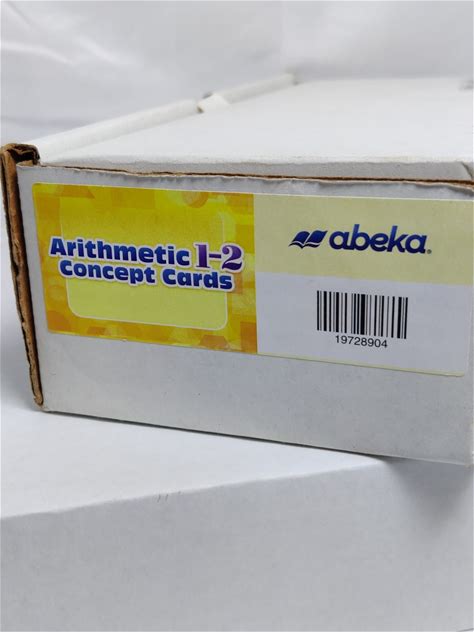 Arithmetic 1-2
Concept Cards
abeka®
19728904